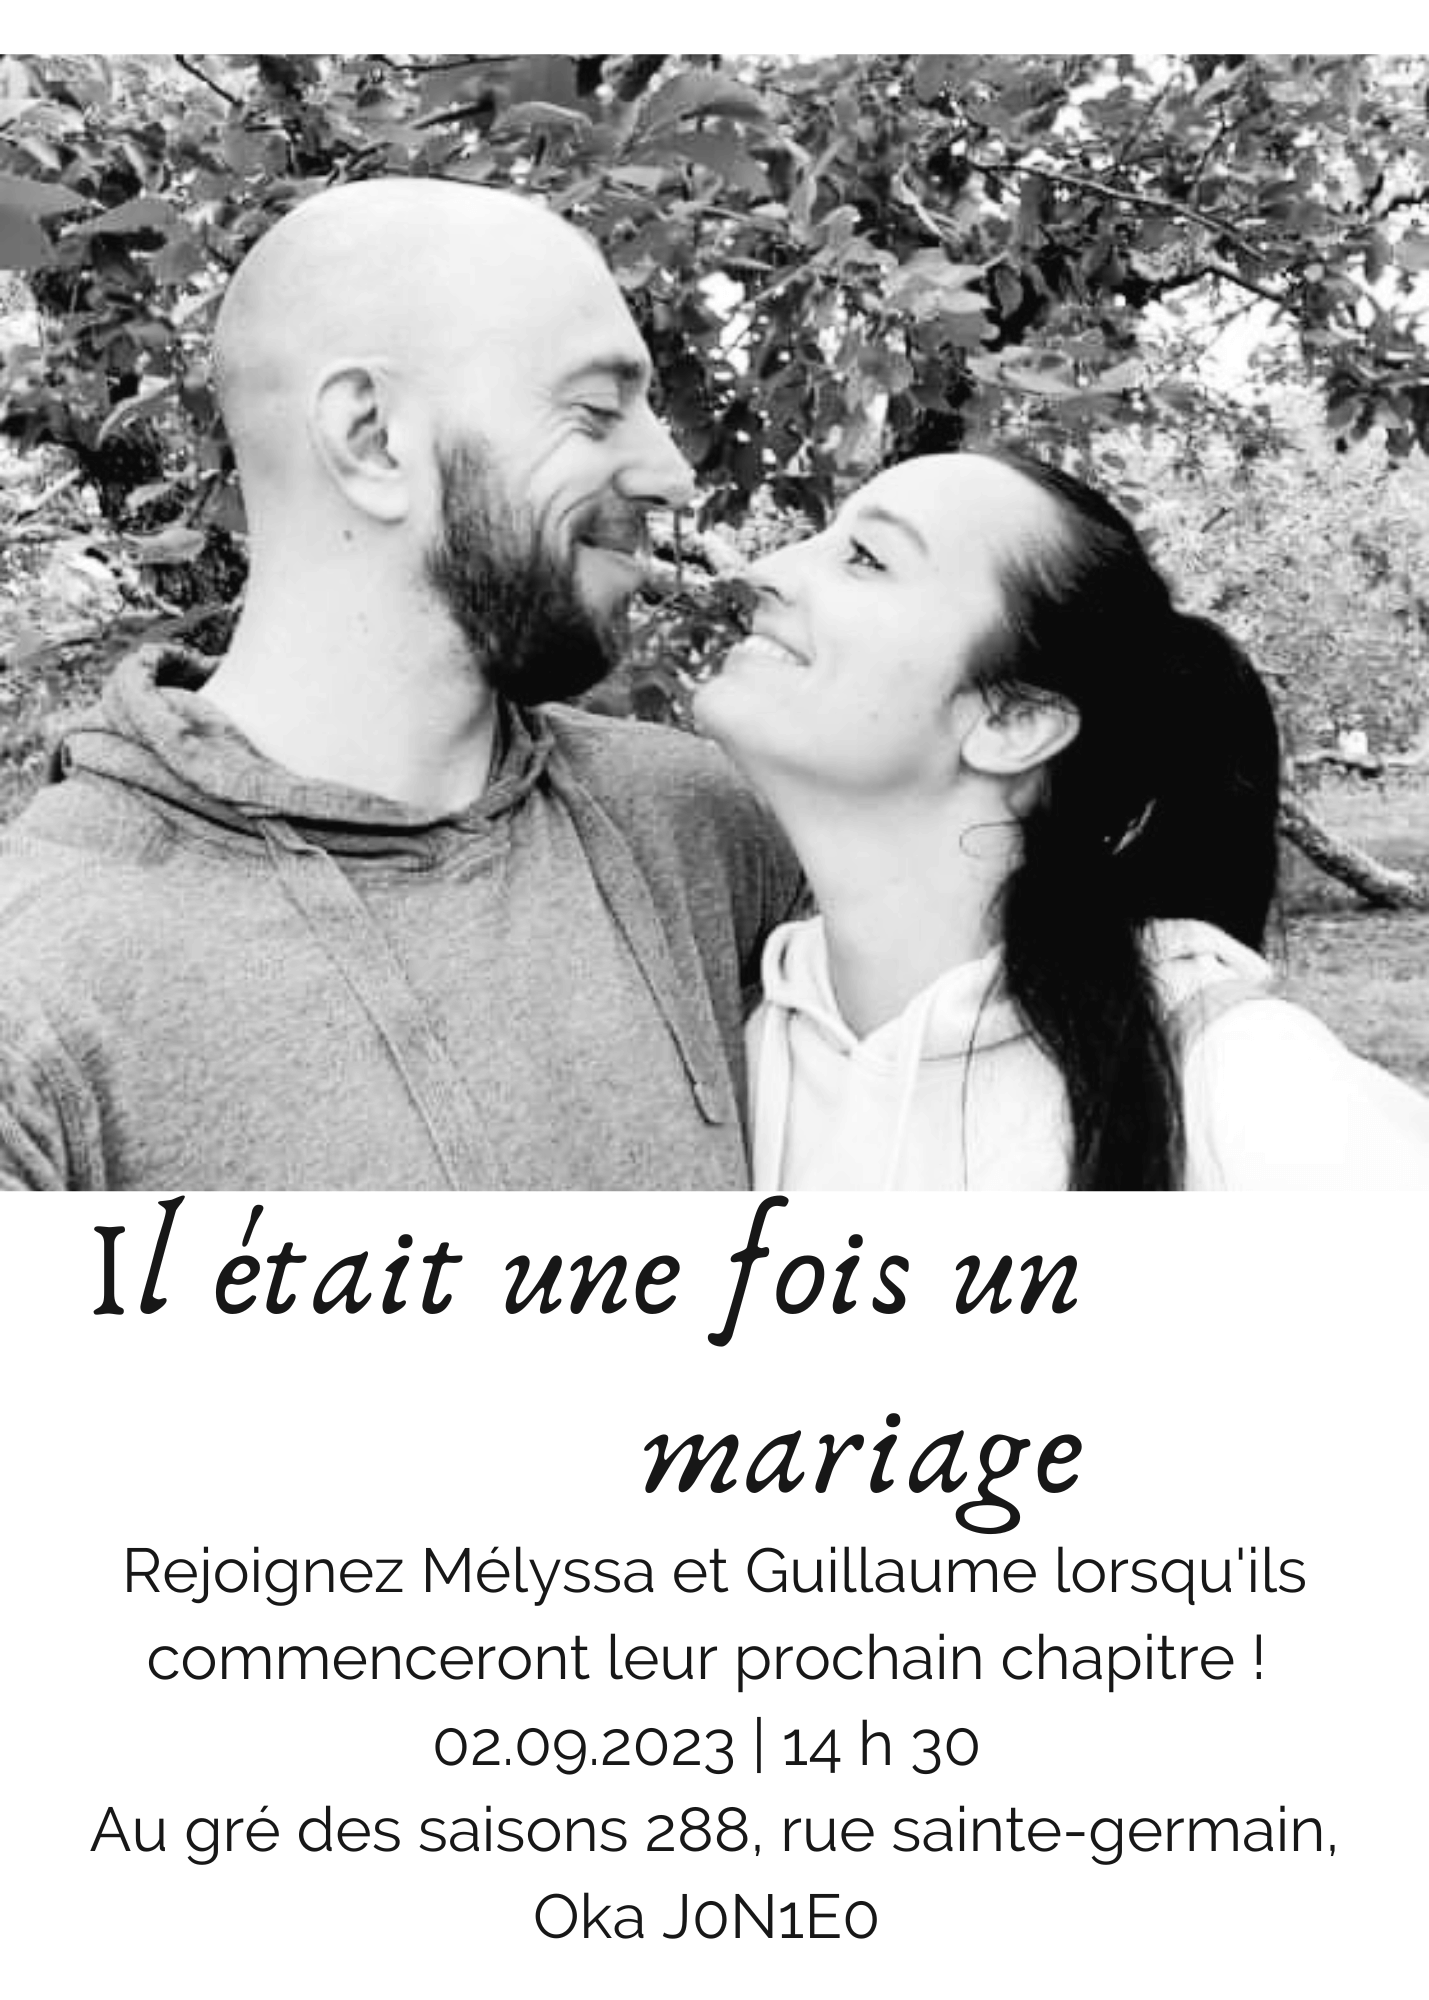 Il était une fois un
mariage
Rejoignez Mélyssa et Guillaume lorsqu'ils
commenceront leur prochain chapitre !
02.09.2023 | 14 h 30
Au gré des saisons 288, rue sainte-germain,
Oka J0N1E0